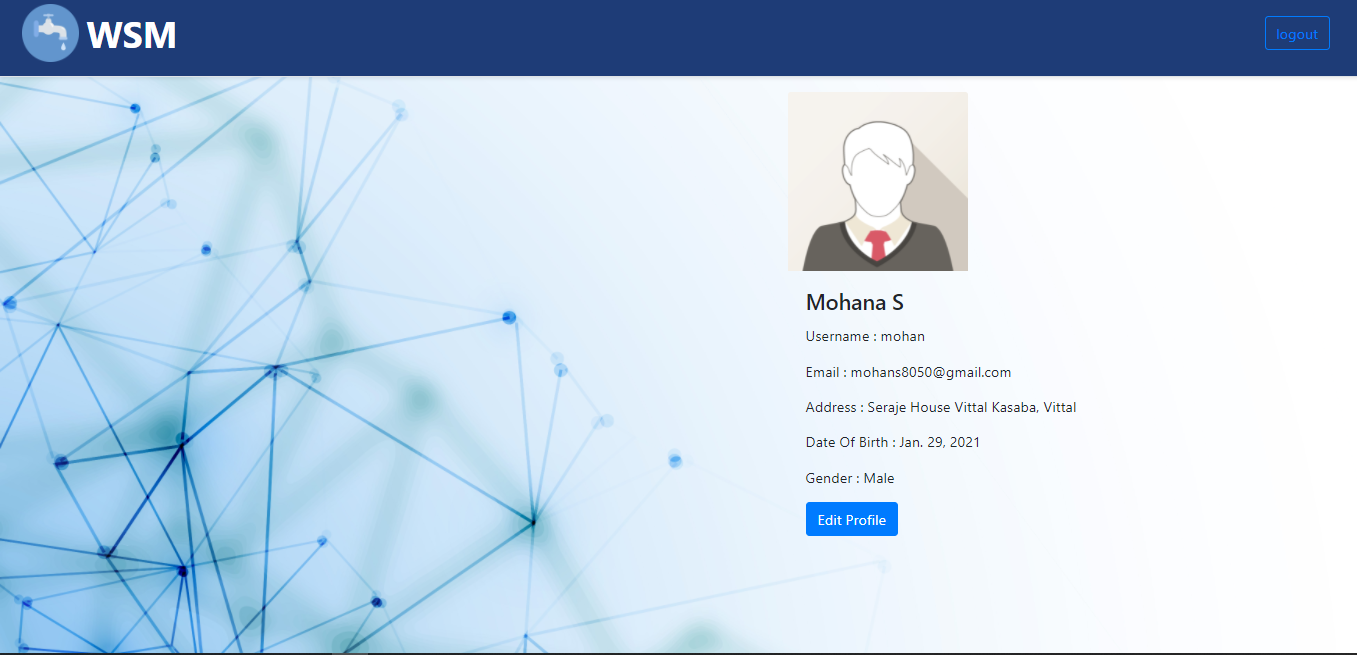 WSM
logout
Mohana S
Username : mohan
Email : mohans8050@gmail.com
Address : Seraje House Vittal Kasaba, Vittal
Date Of Birth : Jan. 29, 2021
Gender : Male
Edit Profile